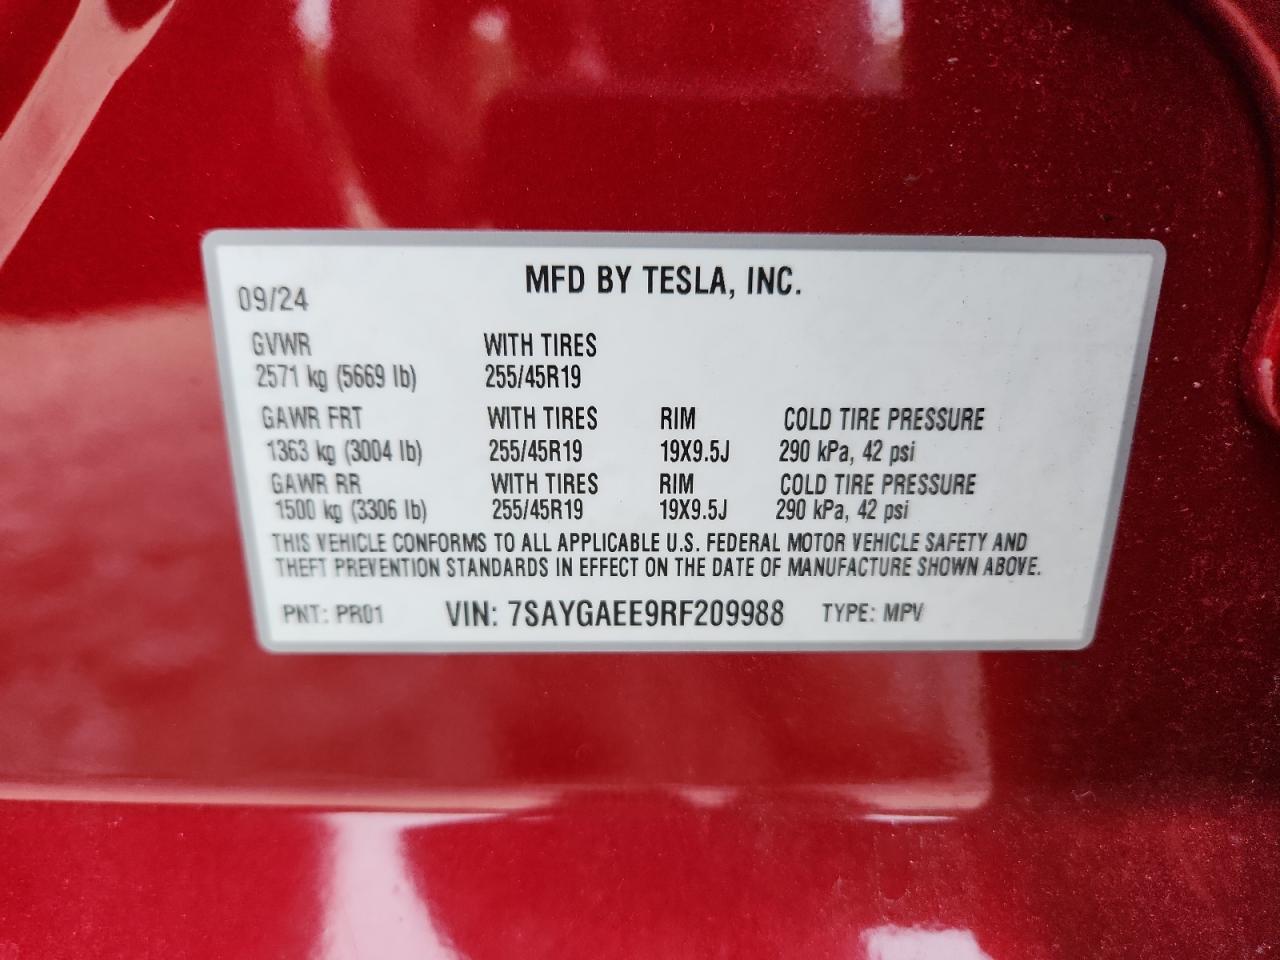 MFD BY TESLA, INC.
09/24
GVWR WITH TIRES
2571 kg (5669 lb) 255/45R19
GAWR FRT WITH TIRES RIM COLD TIRE PRESSURE
1363 kg (3004 lb) 255/45R19 19X9.5J 290 kPa, 42 psi
GAWR RR WITH TIRES RIM COLD TIRE PRESSURE
1500 kg (3306 lb) 255/45R19 19X9.5J 290 kPa, 42 psi
THIS VEHICLE CONFORMS TO ALL APPLICABLE U.S. FEDERAL MOTOR VEHICLE SAFETY AND
THEFT PREVENTION STANDARDS IN EFFECT ON THE DATE OF MANUFACTURE SHOWN ABOVE.
PNT: PR01 VIN: 7SAYGAEE9RF209988 TYPE: MPV